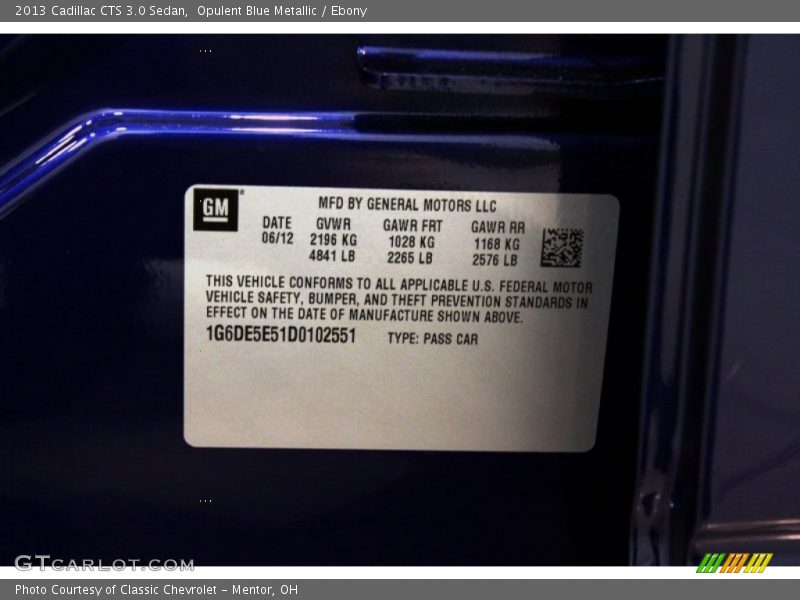 2013 Cadillac CTS 3.0 Sedan,  Opulent Blue Metallic / Ebony
GM
MFD BY GENERAL MOTORS LLC
DATE GVWR GAWR FRT GAWR RR
06/12 2196 KG 1028 KG 1168 KG
4841 LB 2265 LB 2576 LB
THIS VEHICLE CONFORMS TO ALL APPLICABLE U.S. FEDERAL MOTOR
VEHICLE SAFETY, BUMPER, AND THEFT PREVENTION STANDARDS IN
EFFECT ON THE DATE OF MANUFACTURE SHOWN ABOVE.
1G6DE5E51D0102551 TYPE: PASS CAR
GTCARLOT.COM
Photo Courtesy of Classic Chevrolet - Mentor, OH